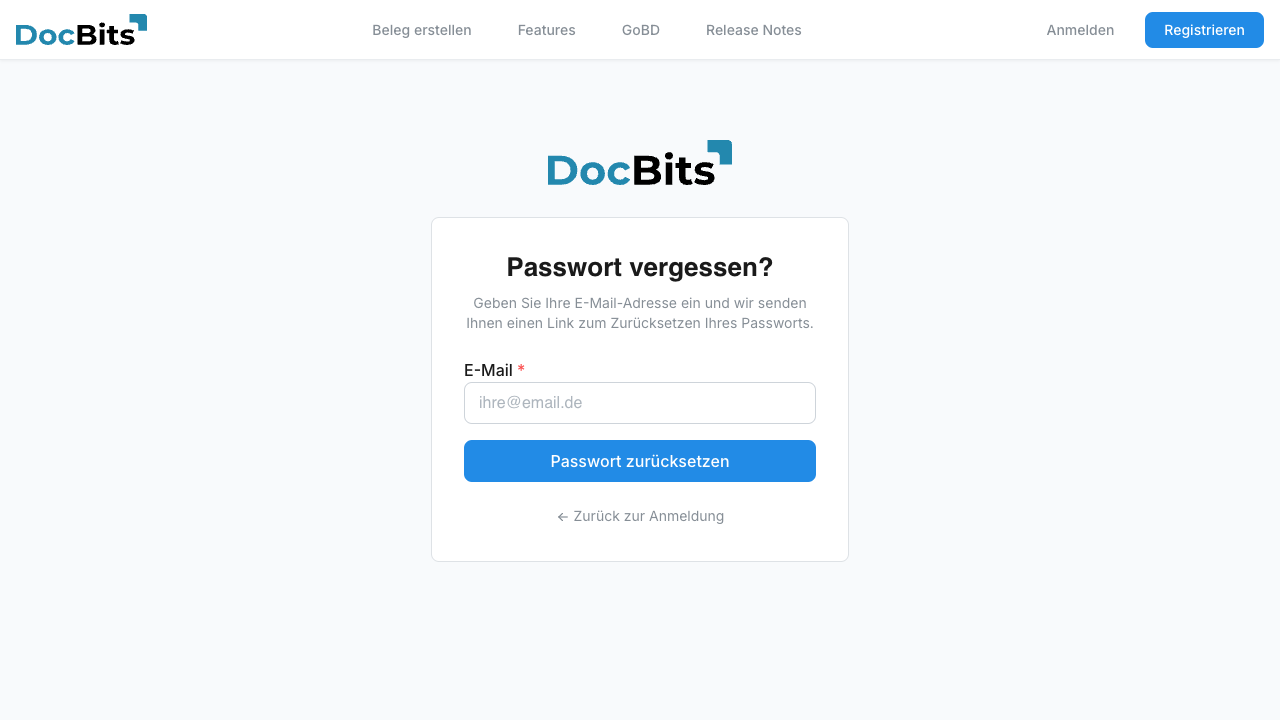 DocBits
Beleg erstellen
Features
GoBD
Release Notes
Anmelden
Registrieren
DocBits
Passwort vergessen?
Geben Sie Ihre E-Mail-Adresse ein und wir senden
Ihnen einen Link zum Zurücksetzen Ihres Passworts.
E-Mail *
ihre@email.de
Passwort zurücksetzen
← Zurück zur Anmeldung